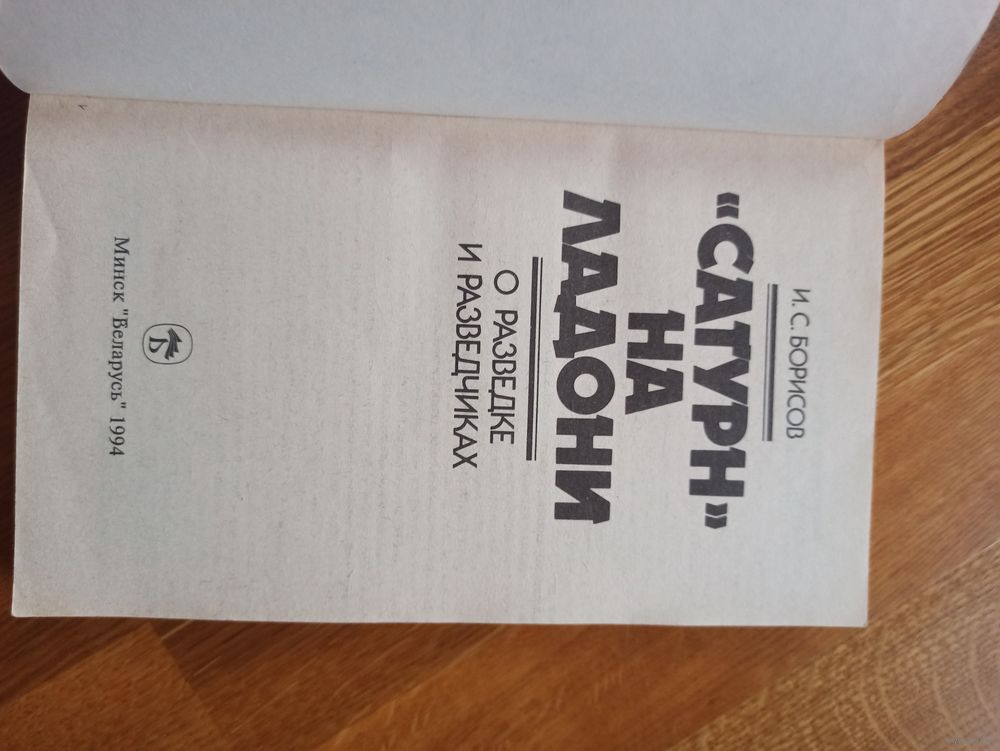 И. С. БОРИСОВ
«САТУРН»
НА
ЛАДОНИ
О РАЗВЕДКЕ
И РАЗВЕДЧИКАХ
Минск "Беларусь" 1994